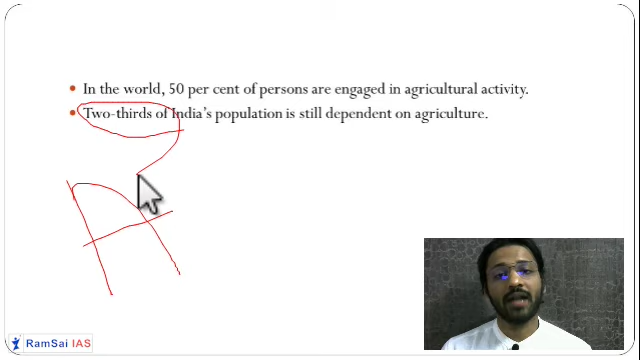 In the world, 50 per cent of persons are engaged in agricultural activity.
Two-thirds of India's population is still dependent on agriculture.
RamSai IAS